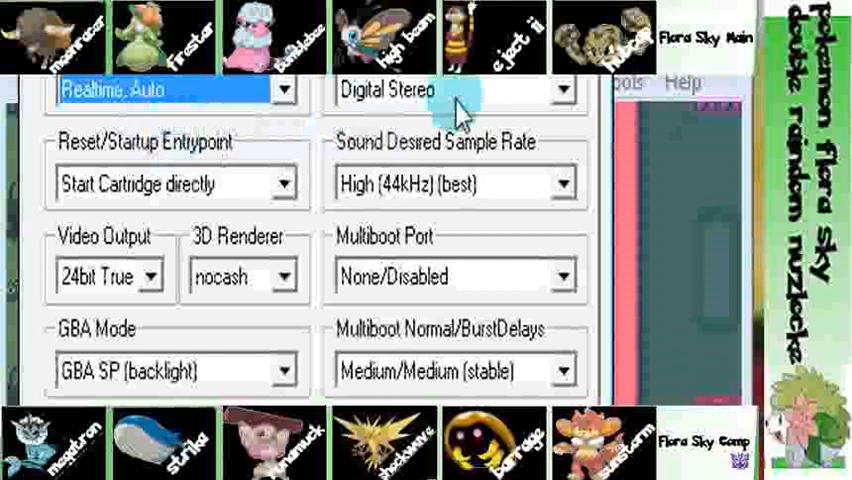 moonracer
firestar
bumblebee
high beam
eject ii
hubcap
Flora Sky Main
Tools
Help
Realtime, Auto
Digital Stereo
Reset/Startup Entrypoint
Sound Desired Sample Rate
Start Cartridge directly
High (44kHz) (best)
Video Output
3D Renderer
Multiboot Port
24bit True
nocash
None/Disabled
GBA Mode
Multiboot Normal/BurstDelays
GBA SP (backlight)
Medium/Medium (stable)
pokemon flora sky
double random nuzlocke
megatron
strika
shockwave
barrage
sunstorm
Flora Sky Comp